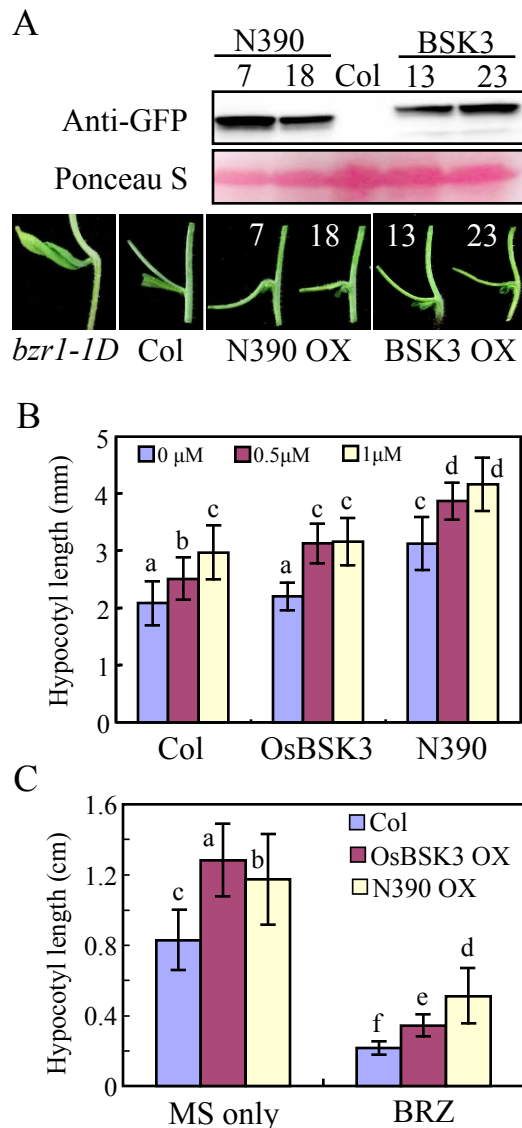 A
N390 BSK3
7 18 Col 13 23
Anti-GFP
Ponceau S
7 18 13 23
bzr1-1D Col N390 OX BSK3 OX
B
Hypocotyl length (mm)
5
4
3
2
1
0
0 μM 0.5μM 1μM
a b c a c c c d d
Col OsBSK3 N390
C
Hypocotyl length (cm)
1.6
1.2
0.8
0.4
0
Col
OsBSK3 OX
N390 OX
c a b f e d
MS only BRZ